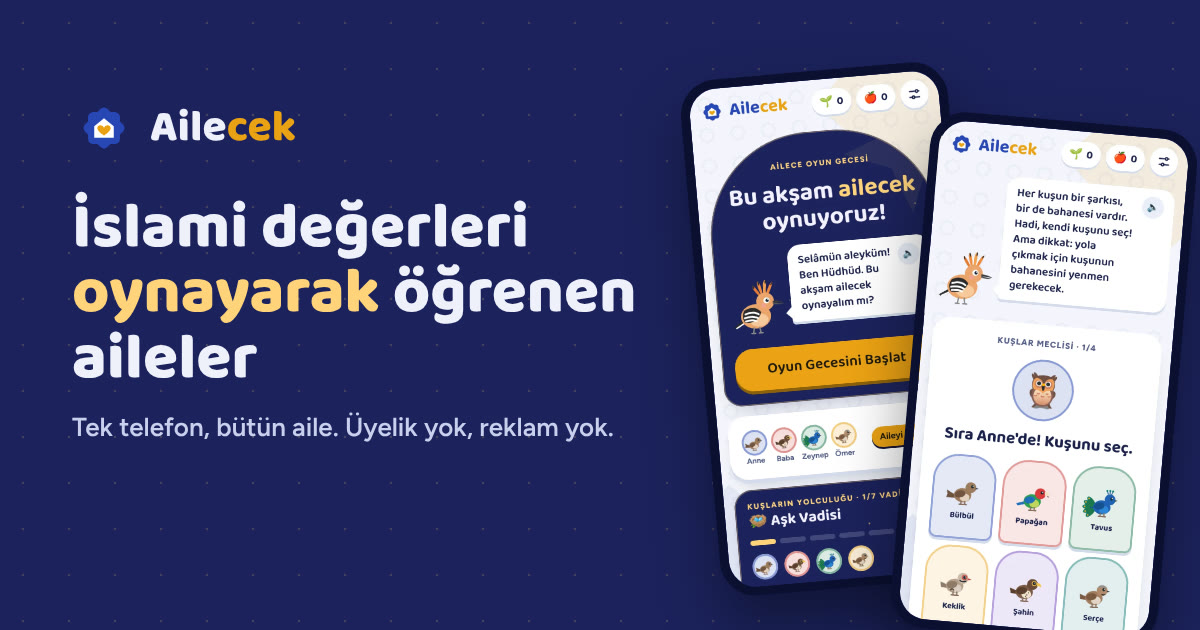 Ailecek
İslami değerleri
oynayarak öğrenen
aileler
Tek telefon, bütün aile. Üyelik yok, reklam yok.
Ailecek
0
0
AİLECE OYUN GECESİ
Bu akşam ailecek
oynuyoruz!
Selâmün aleyküm!
Ben Hüdhüd. Bu
akşam ailecek
oynayalım mı?
Oyun Gecesini Başlat
Anne
Baba
Zeynep
Ömer
KUŞLARIN YOLCULUĞU · 1/7
Aşk Vadisi
Ailecek
0
0
Her kuşun bir şarkısı,
bir de bahanesi vardır.
Hadi, kendi kuşunu seç!
Ama dikkat: yola
çıkmak için kuşunun
bahanesini yenmen
gerekecek.
KUŞLAR MECLİSİ · 1/4
Sıra Anne'de! Kuşunu seç.
Bülbül
Papağan
Tavus
Keklik
Şahin
Serçe